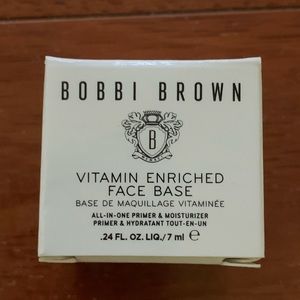 BOBBI BROWN
B
VITAMIN ENRICHED
FACE BASE
BASE DE MAQUILLAGE VITAMINÉE
ALL-IN-ONE PRIMER & MOISTURIZER
PRIMER & HYDRATANT TOUT-EN-UN
.24 FL. OZ. LIQ./7 ml ℮